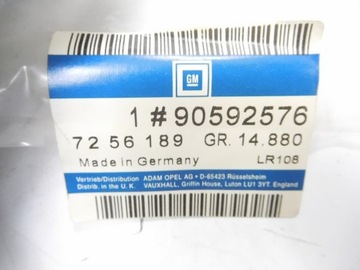 GM
1 # 90592576
72 56 189 GR. 14.880
Made in Germany LR108
Vertrieb/Distribution ADAM OPEL AG • D-65423 Rüsselsheim
Distrib. in the U. K. VAUXHALL, Griffin House, Luton LU1 3YT. England